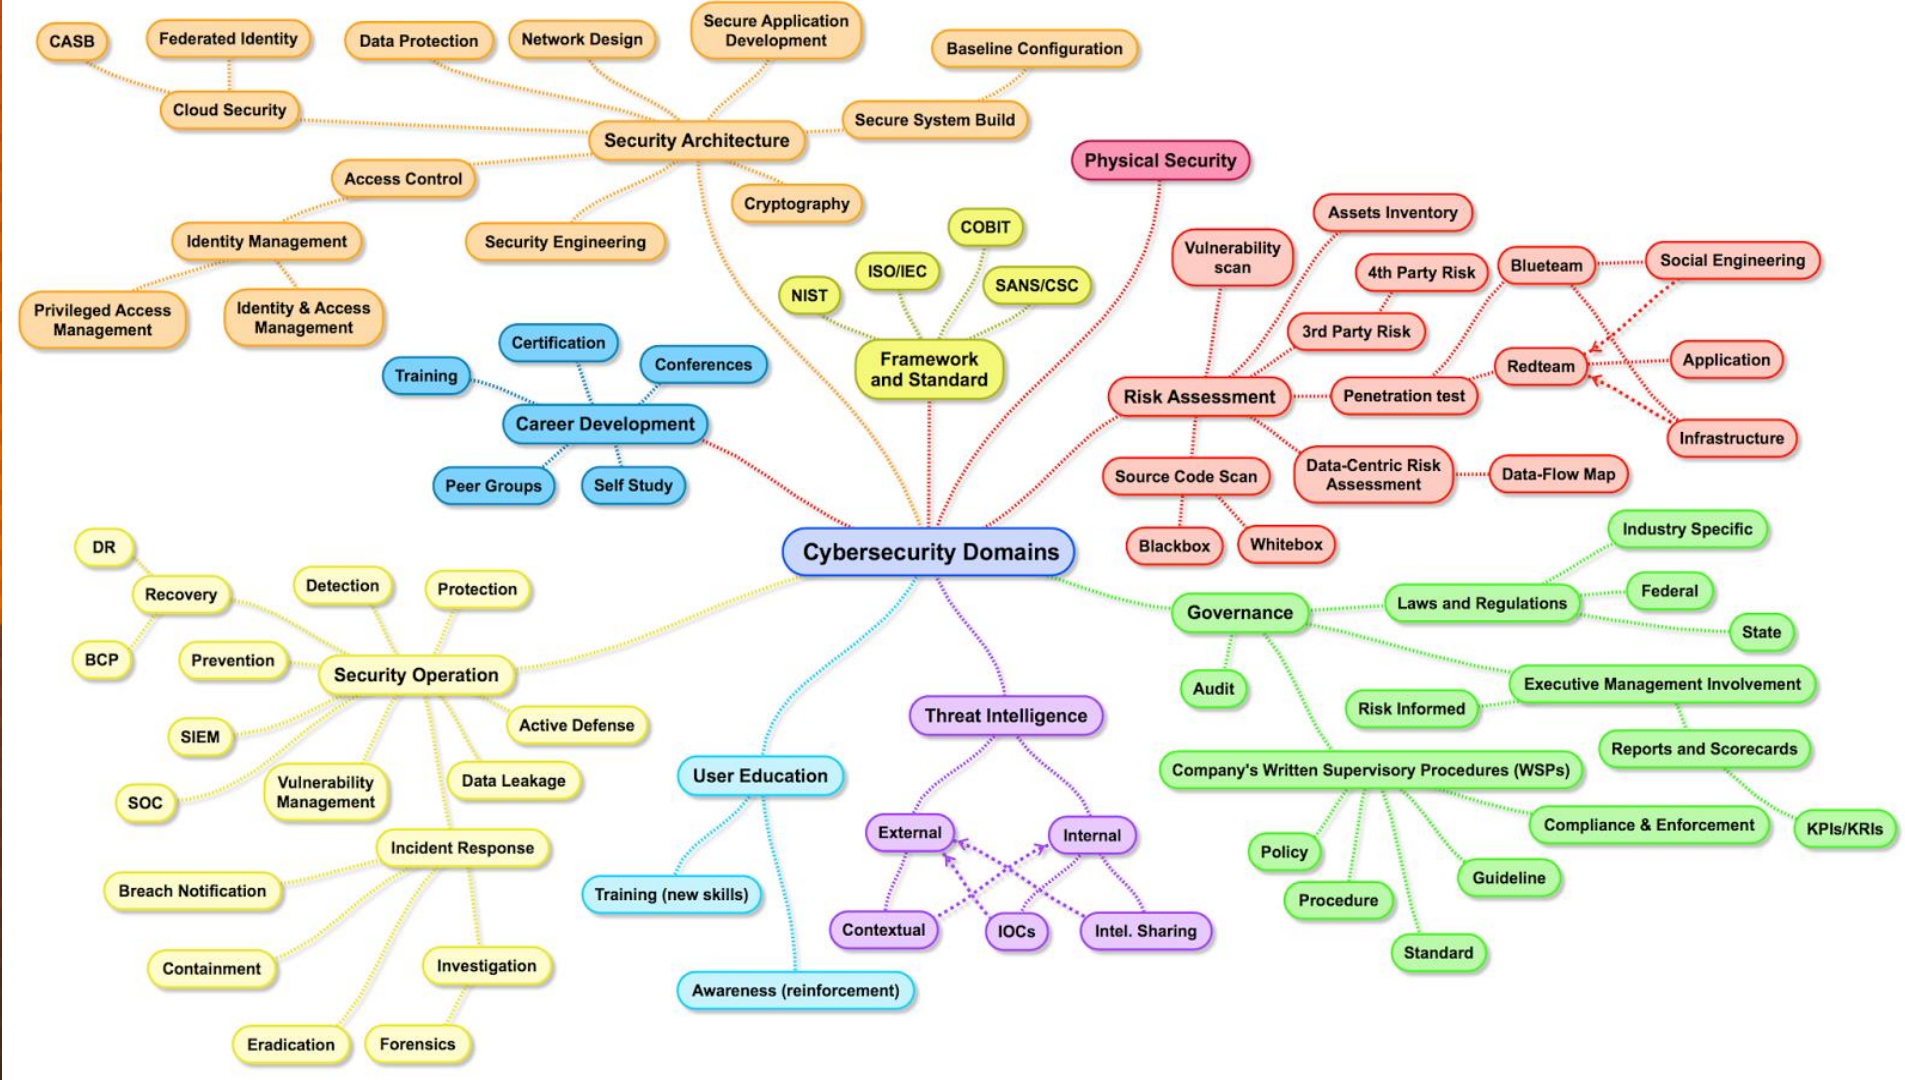 CASB
Federated Identity
Data Protection
Network Design
Secure Application
Development
Baseline Configuration
Cloud Security
Security Architecture
Secure System Build
Access Control
Cryptography
Identity Management
Security Engineering
Privileged Access
Management
Identity & Access
Management
Physical Security
COBIT
ISO/IEC
NIST
SANS/CSC
Framework
and Standard
Certification
Training
Conferences
Career Development
Peer Groups
Self Study
Assets Inventory
Vulnerability
scan
4th Party Risk
Blueteam
Social Engineering
3rd Party Risk
Redteam
Application
Risk Assessment
Penetration test
Infrastructure
Source Code Scan
Data-Centric Risk
Assessment
Data-Flow Map
Blackbox
Whitebox
Cybersecurity Domains
DR
Recovery
Detection
Protection
BCP
Prevention
Security Operation
SIEM
Active Defense
SOC
Vulnerability
Management
Data Leakage
Incident Response
Breach Notification
Containment
Investigation
Eradication
Forensics
User Education
Training (new skills)
Awareness (reinforcement)
Threat Intelligence
External
Internal
Contextual
IOCs
Intel. Sharing
Industry Specific
Governance
Laws and Regulations
Federal
State
Audit
Executive Management Involvement
Risk Informed
Reports and Scorecards
Company's Written Supervisory Procedures (WSPs)
Compliance & Enforcement
KPIs/KRIs
Policy
Guideline
Procedure
Standard